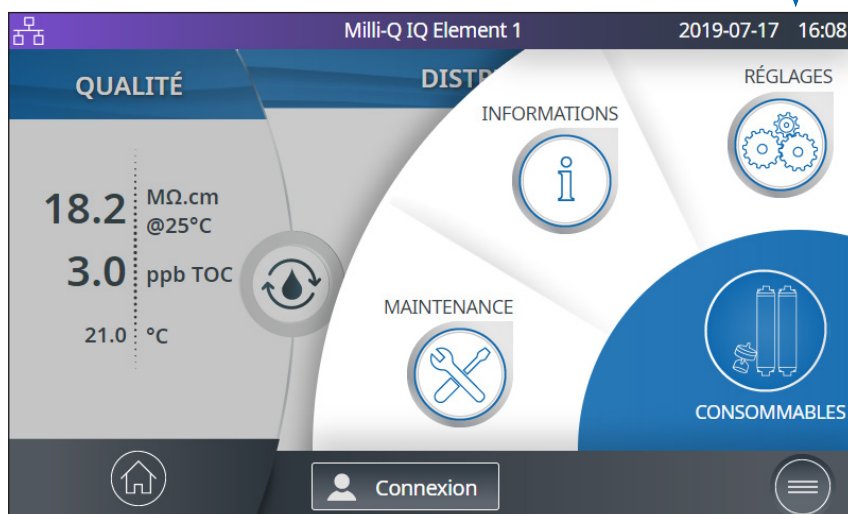 Milli-Q IQ Element 1
2019-07-17 16:08
QUALITÉ
18.2 MΩ.cm
@25°C
3.0 ppb TOC
21.0 °C
DISTR
INFORMATIONS
RÉGLAGES
MAINTENANCE
CONSOMMABLES
Connexion